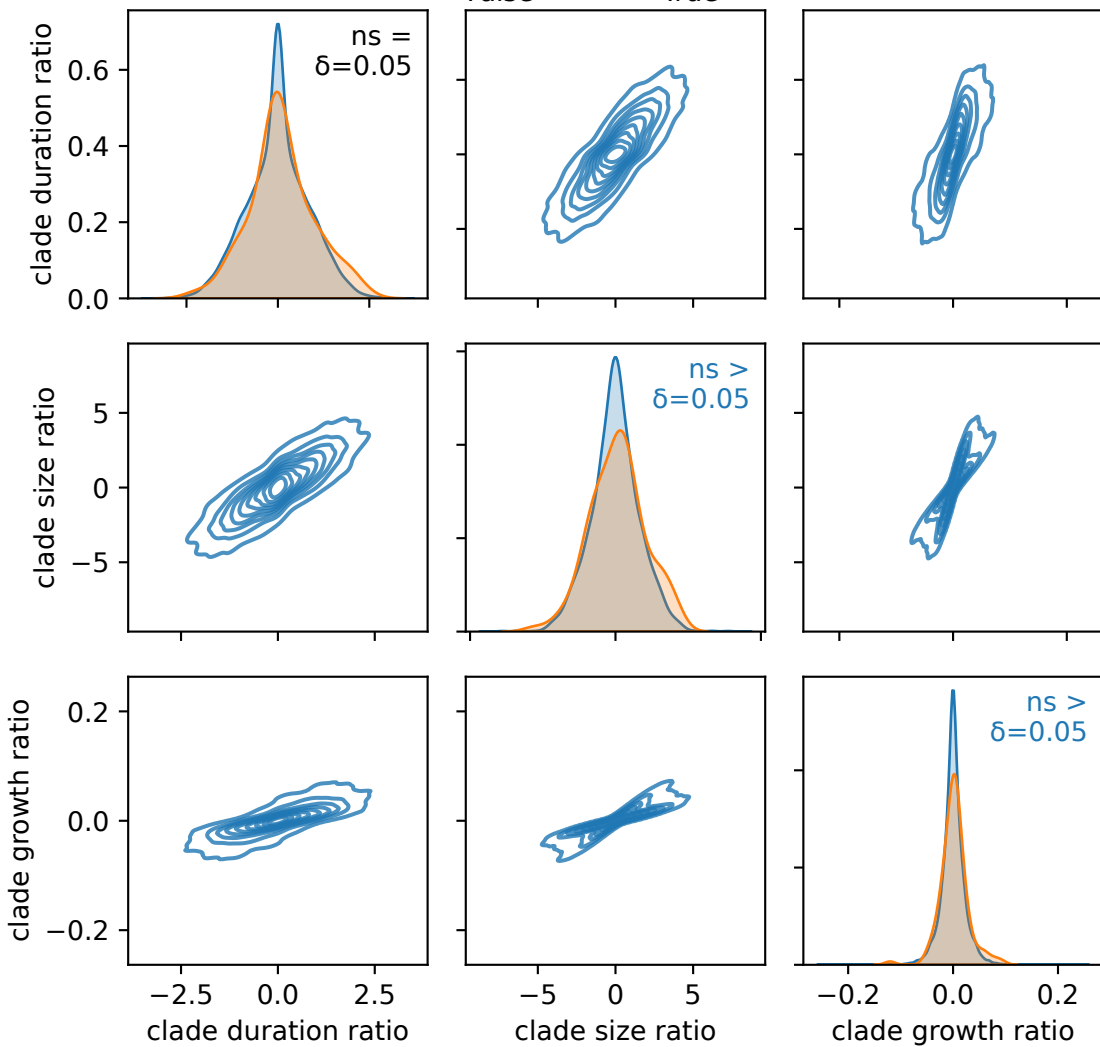 ns =
δ=0.05
clade duration ratio
0.6
0.4
0.2
0.0
ns >
δ=0.05
clade size ratio
5
0
−5
ns >
δ=0.05
clade growth ratio
0.2
0.0
−0.2
−2.5 0.0 2.5
−5 0 5
−0.2 0.0 0.2
clade duration ratio
clade size ratio
clade growth ratio